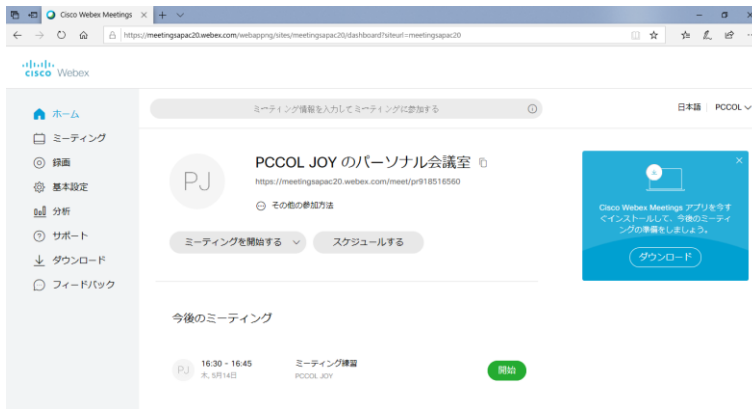 Cisco Webex Meetings
https://meetingsapac20.webex.com/webappng/sites/meetingsapac20/dashboard?siteurl=meetingsapac20
CISCO Webex
ミーティング情報を入力してミーティングに参加する
日本語 PCCOL
ホーム
ミーティング
録画
基本設定
分析
サポート
ダウンロード
フィードバック
PJ
PCCOL JOY のパーソナル会議室
https://meetingsapac20.webex.com/meet/pr918516560
その他の参加方法
ミーティングを開始する
スケジュールする
Cisco Webex Meetings アプリを今す
ぐインストールして、今後のミーティ
ングの準備をしましょう。
ダウンロード
今後のミーティング
PJ
16:30 - 16:45
木, 5月14日
ミーティング練習
PCCOL JOY
開始